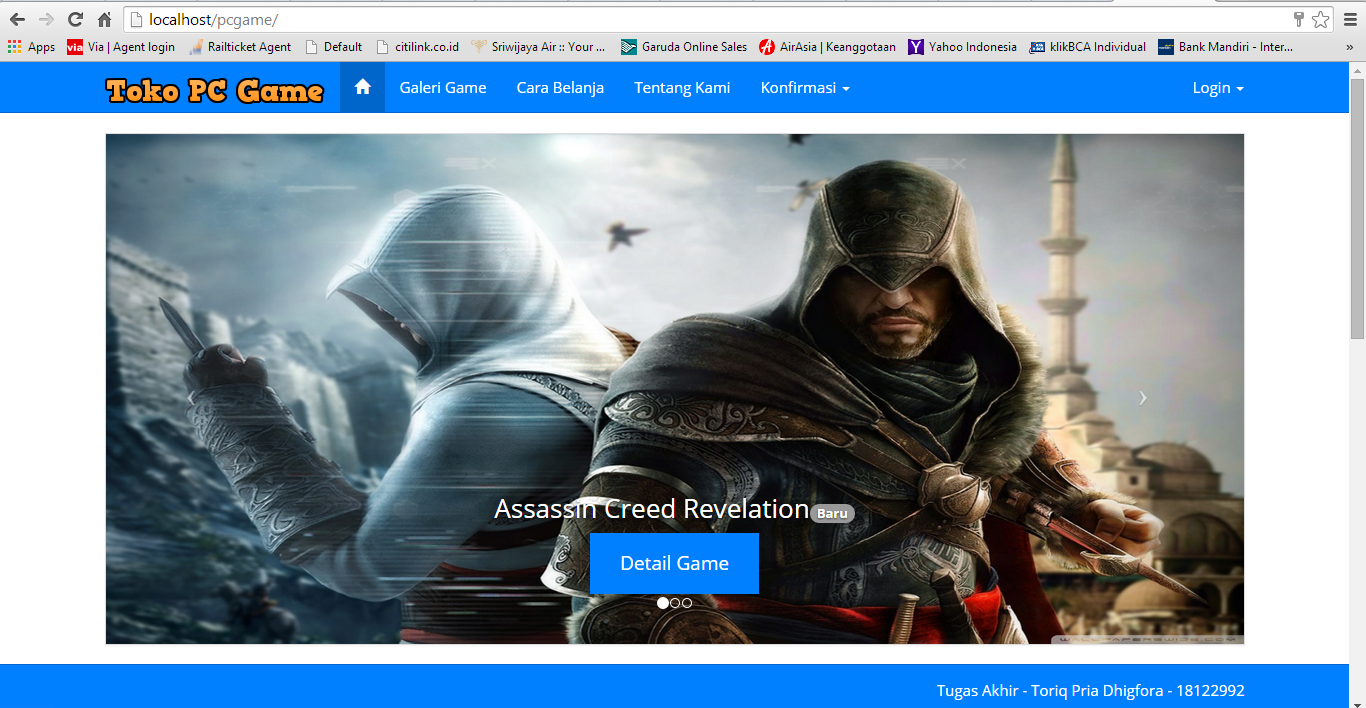 localhost/pcgame/
Apps Via | Agent login Railticket Agent Default citilink.co.id Sriwijaya Air :: Your ... Garuda Online Sales AirAsia | Keanggotaan Yahoo Indonesia klikBCA Individual Bank Mandiri - Inter... »
Toko PC Game Galeri Game Cara Belanja Tentang Kami Konfirmasi Login
Assassin Creed Revelation Baru
Detail Game
Tugas Akhir - Toriq Pria Dhigfora - 18122992